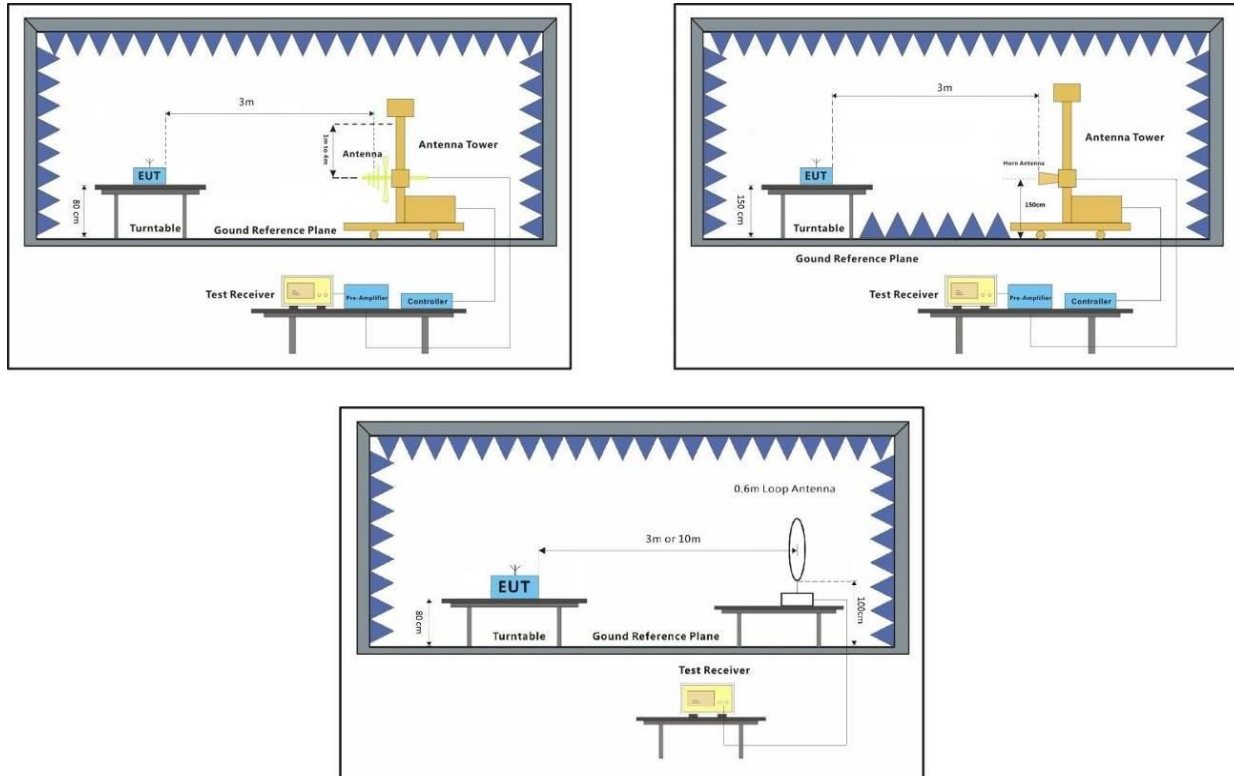 3m
1m to 4m
Antenna
Antenna Tower
EUT
80 cm
Turntable
Gound Reference Plane
Test Receiver
Pre-Amplifier
Controller
3m
Antenna Tower
Horn Antenna
EUT
150 cm
150cm
Turntable
Gound Reference Plane
Test Receiver
Pre-Amplifier
Controller
0.6m Loop Antenna
3m or 10m
EUT
80cm
100cm
Turntable
Gound Reference Plane
Test Receiver